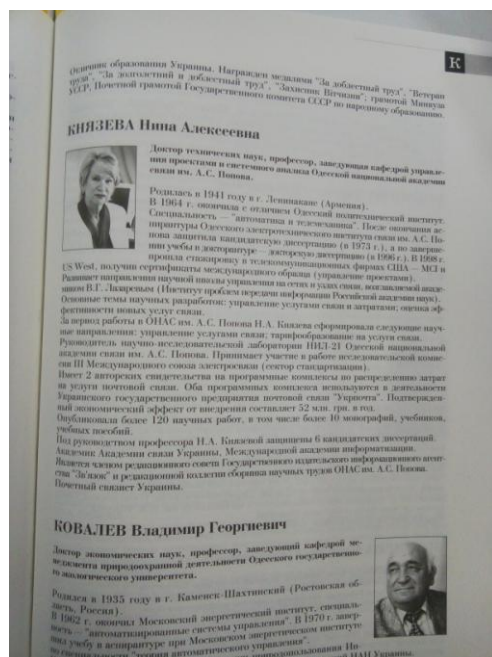 К
Отличник образования Украины. Награжден медалями "За доблестный труд", "Ветеран
труда", "За долголетний и доблестный труд", "Захисник Вітчизни"; грамотой Минвуза
УССР, Почетной грамотой Государственного комитета СССР по народному образованию.
КНЯЗЕВА Нина Алексеевна
Доктор технических наук, профессор, заведующая кафедрой управле-
ния проектами и системного анализа Одесской национальной академии
связи им. А.С. Попова.
Родилась в 1941 году в г. Ленинакане (Армения).
В 1964 г. окончила с отличием Одесский политехнический институт.
Специальность — "автоматика и телемеханика". После окончания ас-
пирантуры Одесского электротехнического института связи им. А.С. По-
пова защитила кандидатскую диссертацию (в 1973 г.), а по заверше-
нии учебы в докторантуре — докторскую диссертацию (в 1996 г.). В 1998 г.
прошла стажировку в телекоммуникационных фирмах США — MCI и
US West, получив сертификаты международного образца (управление проектами).
Развивает направления научной школы управления на сетях и узлах связи, возглавляемой акаде-
миком В.Г. Лазаревым (Институт проблем передачи информации Российской академии наук).
Основные темы научных разработок: управление услугами связи и затратами; оценка эф-
фективности новых услуг связи.
За период работы в ОНАС им. А.С. Попова Н.А. Князева сформировала следующие науч-
ные направления: управление услугами связи; тарифообразование на услуги связи.
Руководитель научно-исследовательской лаборатории НИЛ-21 Одесской национальной
академии связи им. А.С. Попова. Принимает участие в работе исследовательской комис-
сии III Международного союза электросвязи (сектор стандартизации).
Имеет 2 авторских свидетельства на программные комплексы по распределению затрат
на услуги почтовой связи. Оба программных комплекса используются в деятельности
Украинского государственного предприятия почтовой связи "Укрпочта". Подтвержден-
ный экономический эффект от внедрения составляет 52 млн. грн. в год.
Опубликовала более 120 научных работ, в том числе более 10 монографий, учебников,
учебных пособий.
Под руководством профессора Н.А. Князевой защищены 6 кандидатских диссертаций.
Академик Академии связи Украины, Международной академии информатизации.
Является членом редакционного совета Государственного издательского информационного агент-
ства "Зв'язок" и редакционной коллегии сборника научных трудов ОНАС им. А.С. Попова.
Почетный связист Украины.
КОВАЛЕВ Владимир Георгиевич
Доктор экономических наук, профессор, заведующий кафедрой ме-
неджмента природоохранной деятельности Одесского государственно-
го экологического университета.
Родился в 1935 году в г. Каменск-Шахтинский (Ростовская об-
ласть, Россия).
В 1962 г. окончил Московский энергетический институт, специаль-
ность — "автоматизированные системы управления". В 1970 г. завер-
шил учебу в аспирантуре при Московском энергетическом институте
по специальности "теория автоматического управления".